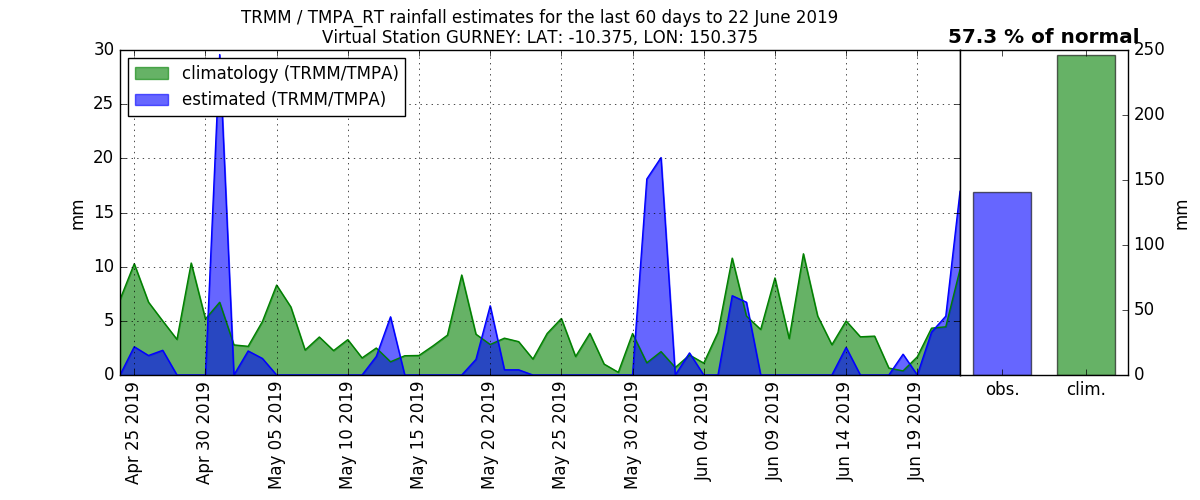 TRMM / TMPA_RT rainfall estimates for the last 60 days to 22 June 2019
Virtual Station GURNEY: LAT: -10.375, LON: 150.375
57.3 % of normal
climatology (TRMM/TMPA)
estimated (TRMM/TMPA)
mm
30
25
20
15
10
5
0
Apr 25 2019
Apr 30 2019
May 05 2019
May 10 2019
May 15 2019
May 20 2019
May 25 2019
May 30 2019
Jun 04 2019
Jun 09 2019
Jun 14 2019
Jun 19 2019
obs.
clim.
250
200
150
100
50
0
mm